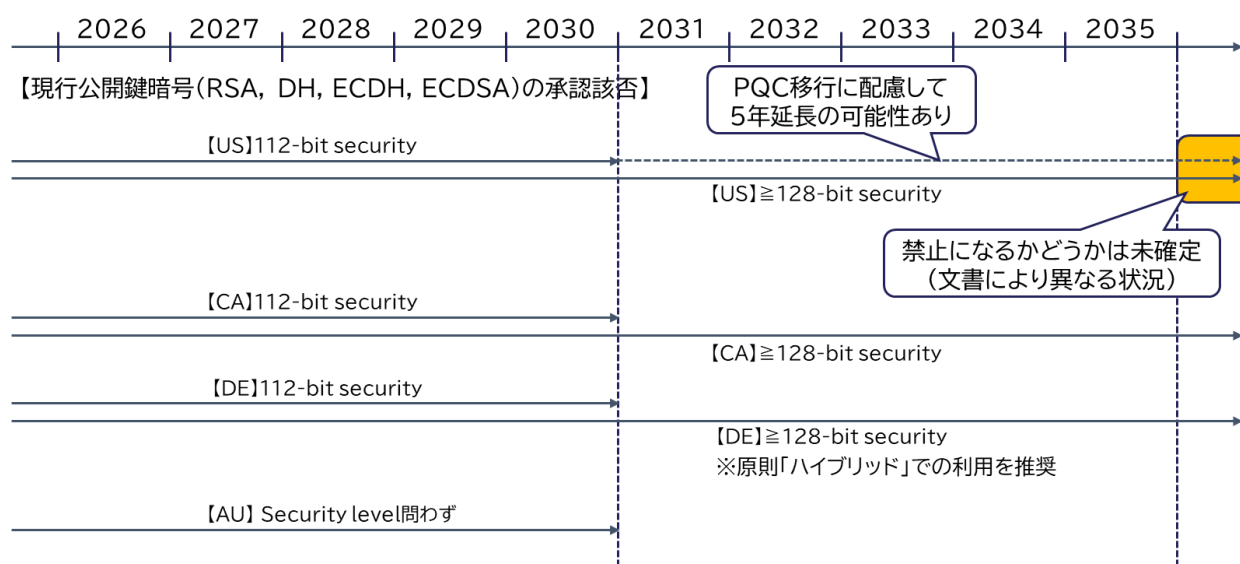 2026 2027 2028 2029 2030 2031 2032 2033 2034 2035
【現行公開鍵暗号(RSA, DH, ECDH, ECDSA)の承認該否】
PQC移行に配慮して
5年延長の可能性あり
【US】112-bit security
【US】≧128-bit security
禁止になるかどうかは未確定
(文書により異なる状況)
【CA】112-bit security
【CA】≧128-bit security
【DE】112-bit security
【DE】≧128-bit security
※原則「ハイブリッド」での利用を推奨
【AU】 Security level問わず